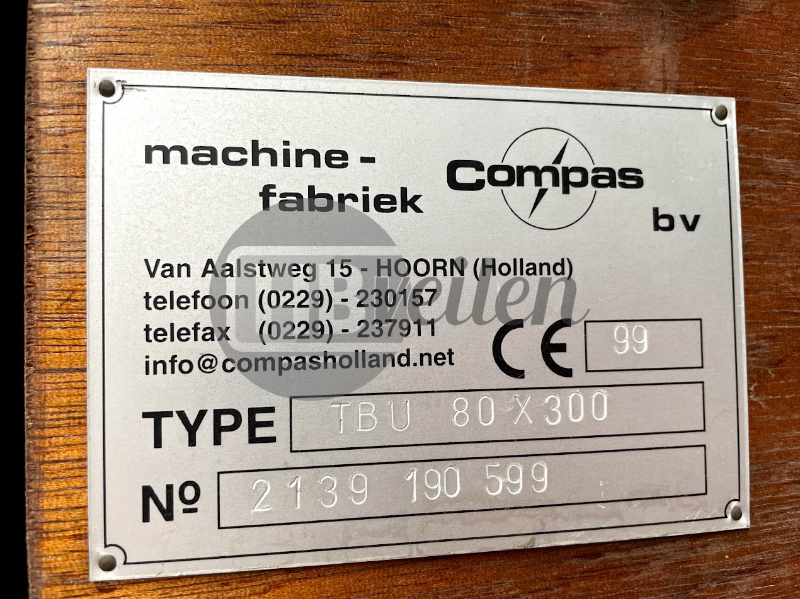 machine-
fabriek
Compas
bv
Van Aalstweg 15 - HOORN (Holland)
telefoon (0229) - 230157
telefax (0229) - 237911
info@compasholland.net
CE 99
TYPE TBU 80 X 300
Nº 2139 190 599
TBVeilen